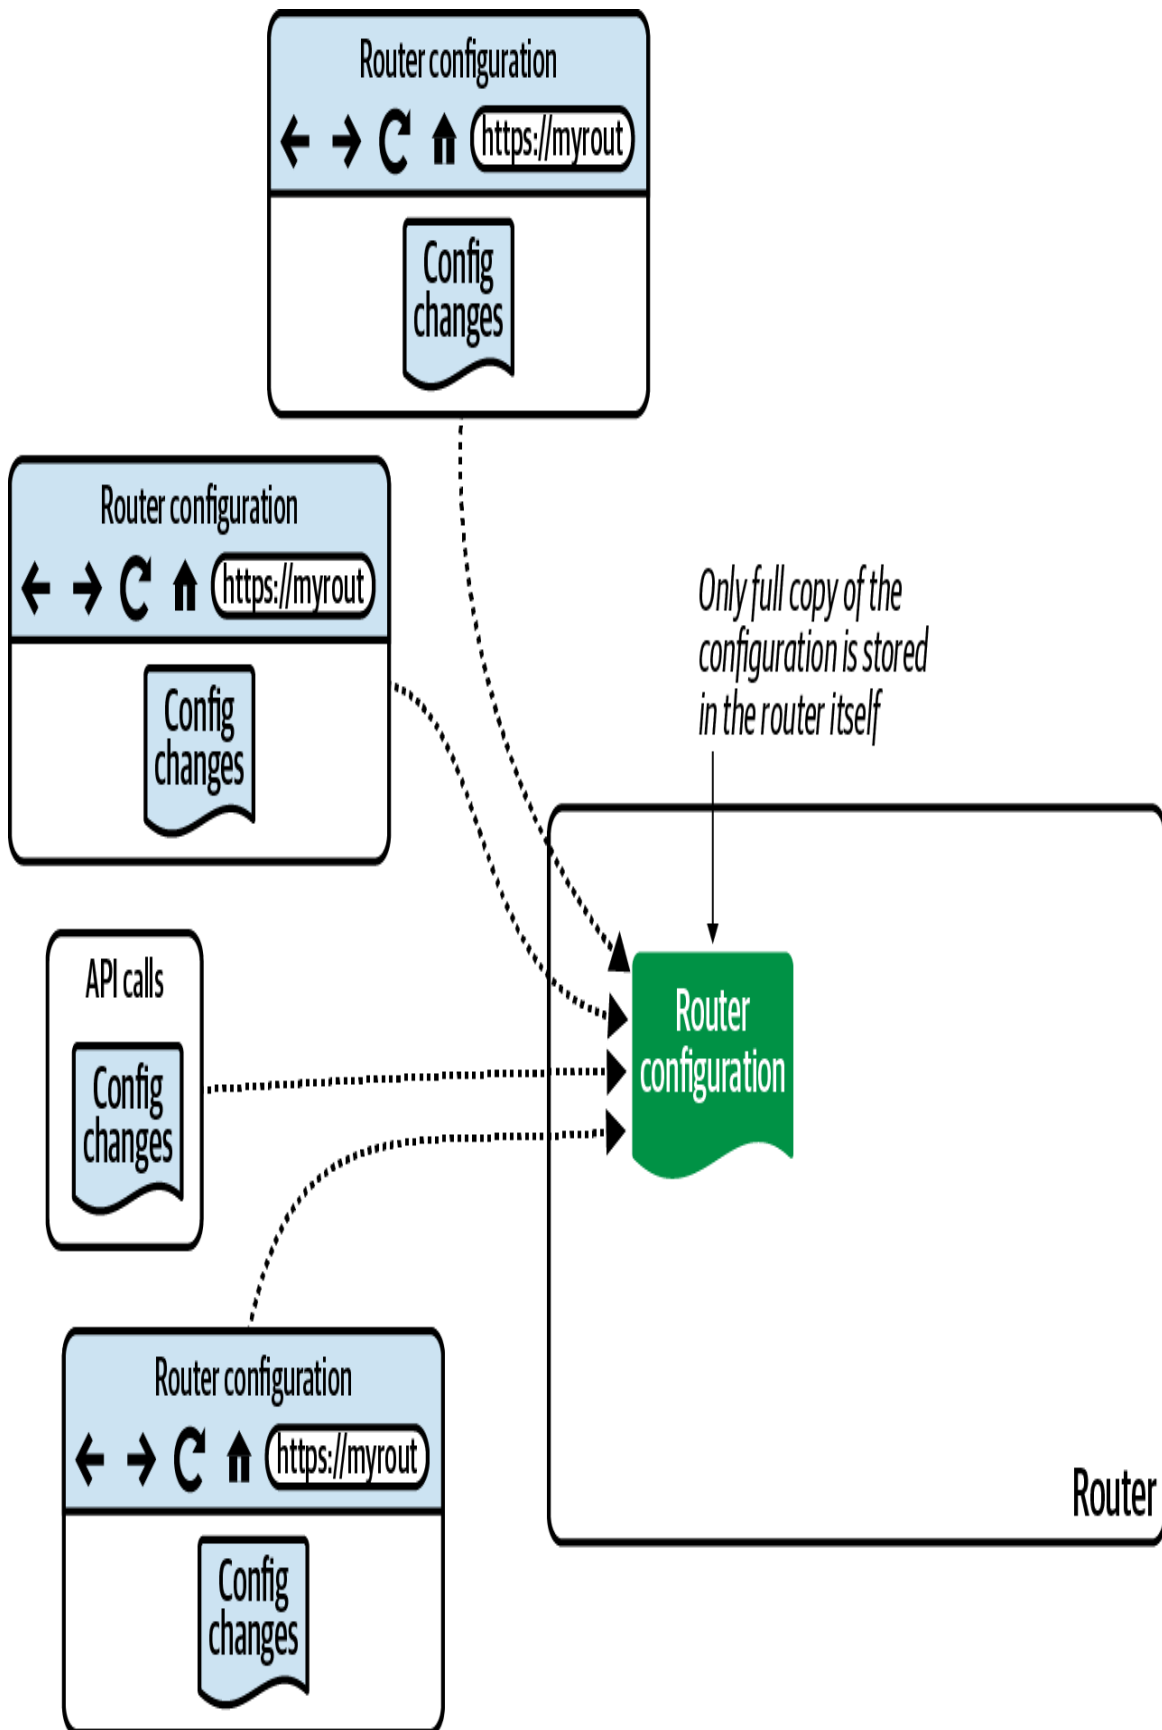 Router configuration
https://myrout
Config
changes
Router configuration
https://myrout
Config
changes
Only full copy of the
configuration is stored
in the router itself
API calls
Config
changes
Router
configuration
Router configuration
https://myrout
Config
changes
Router